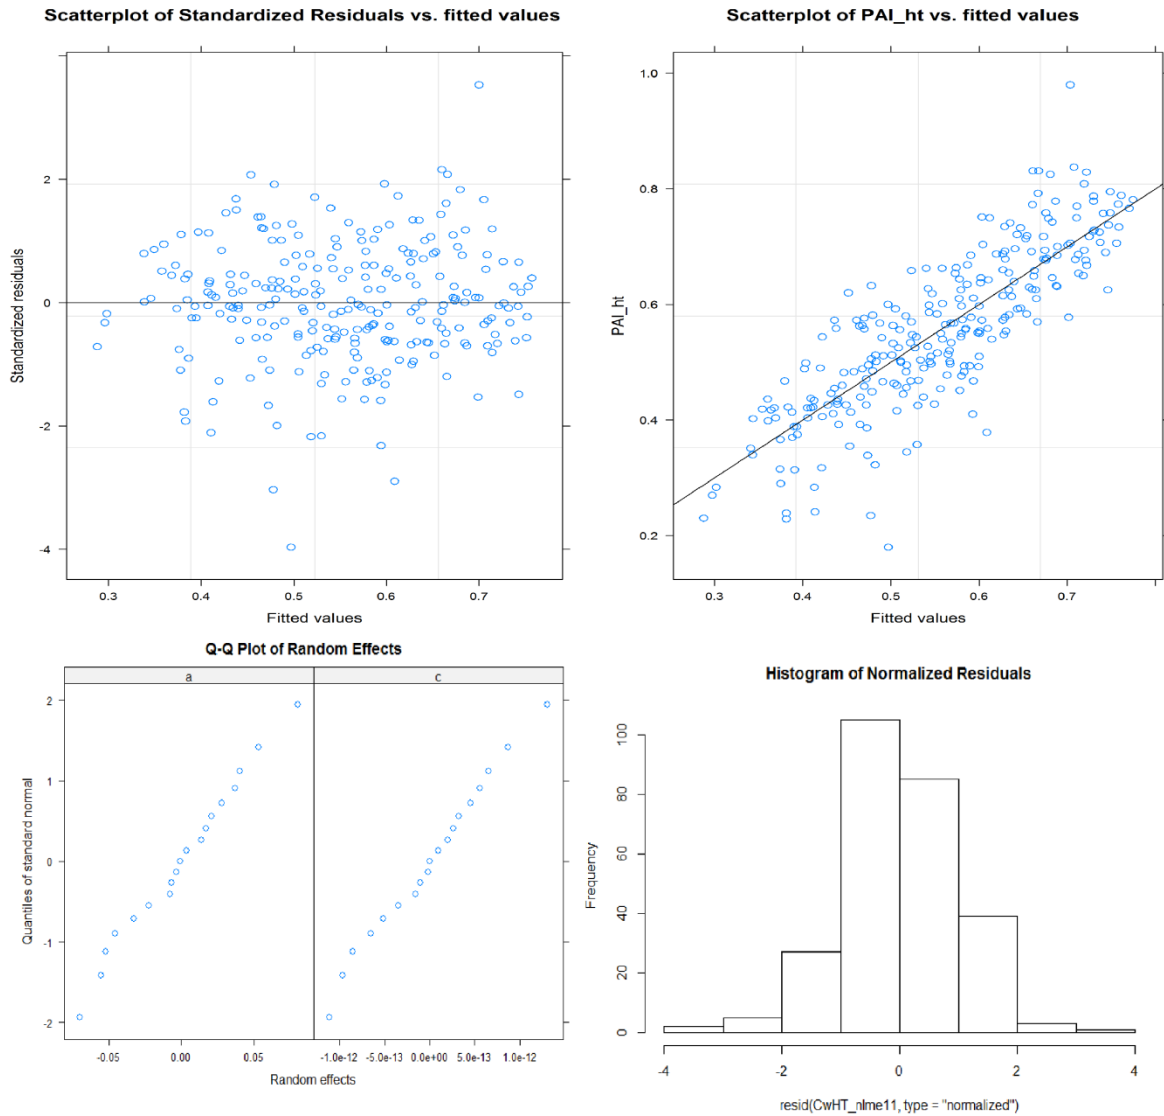 Scatterplot of Standardized Residuals vs. fitted values
Standardized residuals
2
0
-2
-4
0.3 0.4 0.5 0.6 0.7
Fitted values
Scatterplot of PAI_ht vs. fitted values
PAI_ht
1.0
0.8
0.6
0.4
0.2
0.3 0.4 0.5 0.6 0.7
Fitted values
Q-Q Plot of Random Effects
a c
Quantiles of standard normal
2
1
0
-1
-2
-0.05 0.00 0.05 -1.0e-12 -5.0e-13 0.0e+00 5.0e-13 1.0e-12
Random effects
Histogram of Normalized Residuals
Frequency
100
80
60
40
20
0
-4 -2 0 2 4
resid(CwHT_nlme11, type = "normalized")